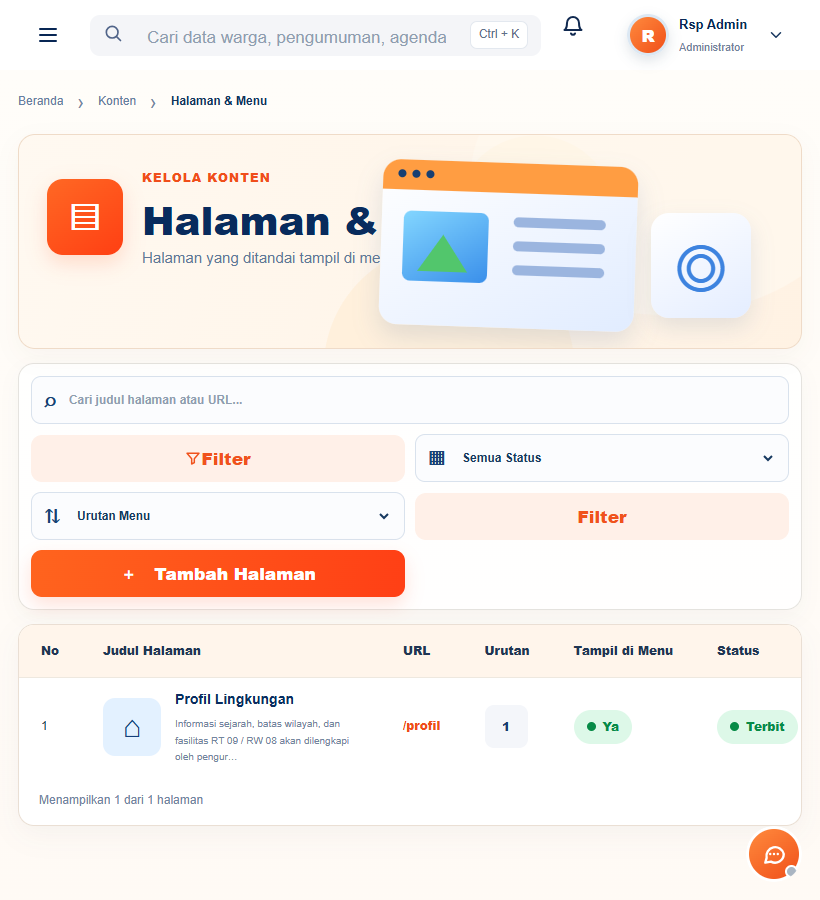 Cari data warga, pengumuman, agenda
Ctrl + K
R
Rsp Admin
Administrator
Beranda › Konten › Halaman & Menu
KELOLA KONTEN
Halaman &
Halaman yang ditandai tampil di me
Cari judul halaman atau URL...
Filter
Semua Status
Urutan Menu
Filter
+ Tambah Halaman
No Judul Halaman URL Urutan Tampil di Menu Status
1
Profil Lingkungan
Informasi sejarah, batas wilayah, dan
fasilitas RT 09 / RW 08 akan dilengkapi
oleh pengur...
/profil
1
Ya
Terbit
Menampilkan 1 dari 1 halaman